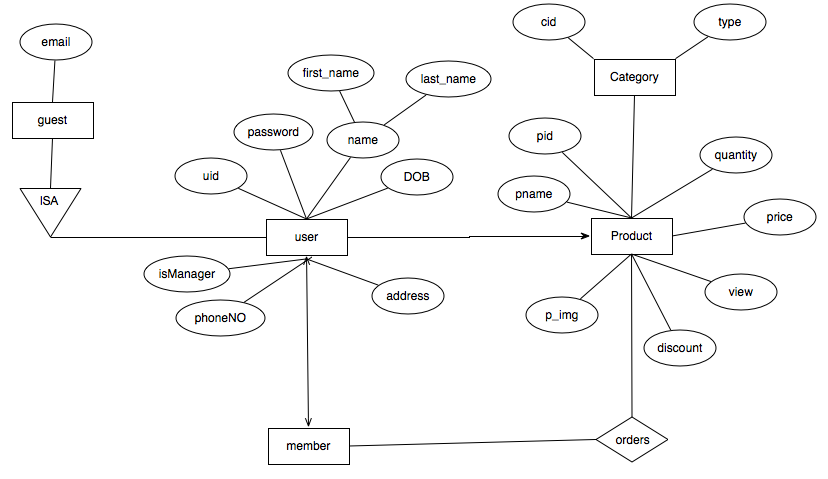 cid
type
email
first_name
last_name
Category
guest
password
name
pid
quantity
uid
DOB
pname
ISA
price
user
Product
isManager
address
view
phoneNO
p_img
discount
member
orders